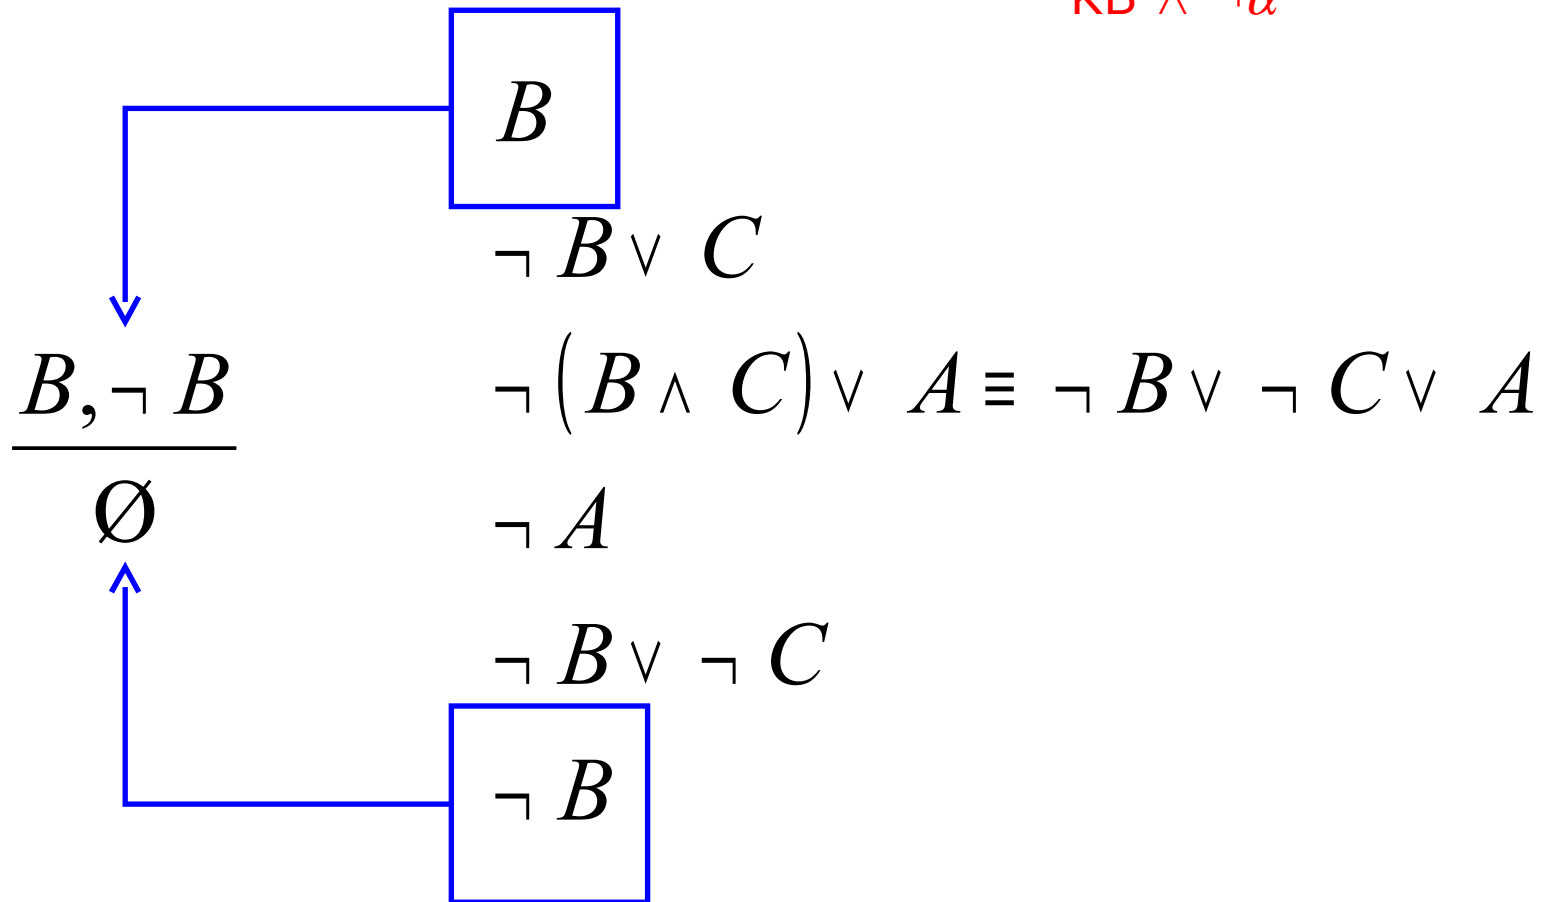 KB ∧ ¬α
B
¬ B ∨ C
B, ¬ B
¬ (B ∧ C) ∨ A ≡ ¬ B ∨ ¬ C ∨ A
Ø
¬ A
¬ B ∨ ¬ C
¬ B